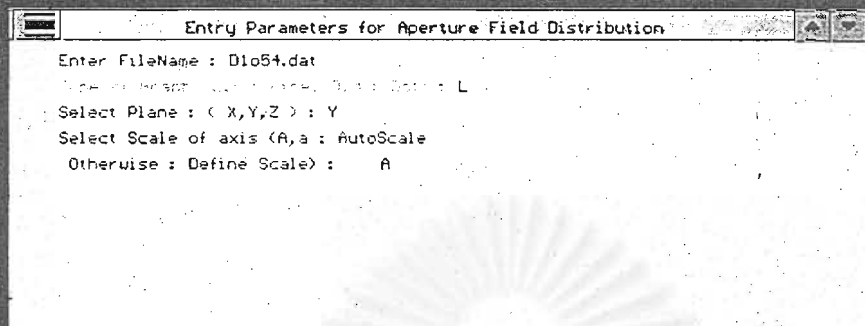 Entry Parameters for Aperture Field Distribution
Enter FileName : D1o54.dat
L
Select Plane : ( X,Y,Z ) : Y
Select Scale of axis (A,a : AutoScale
Otherwise : Define Scale) : A